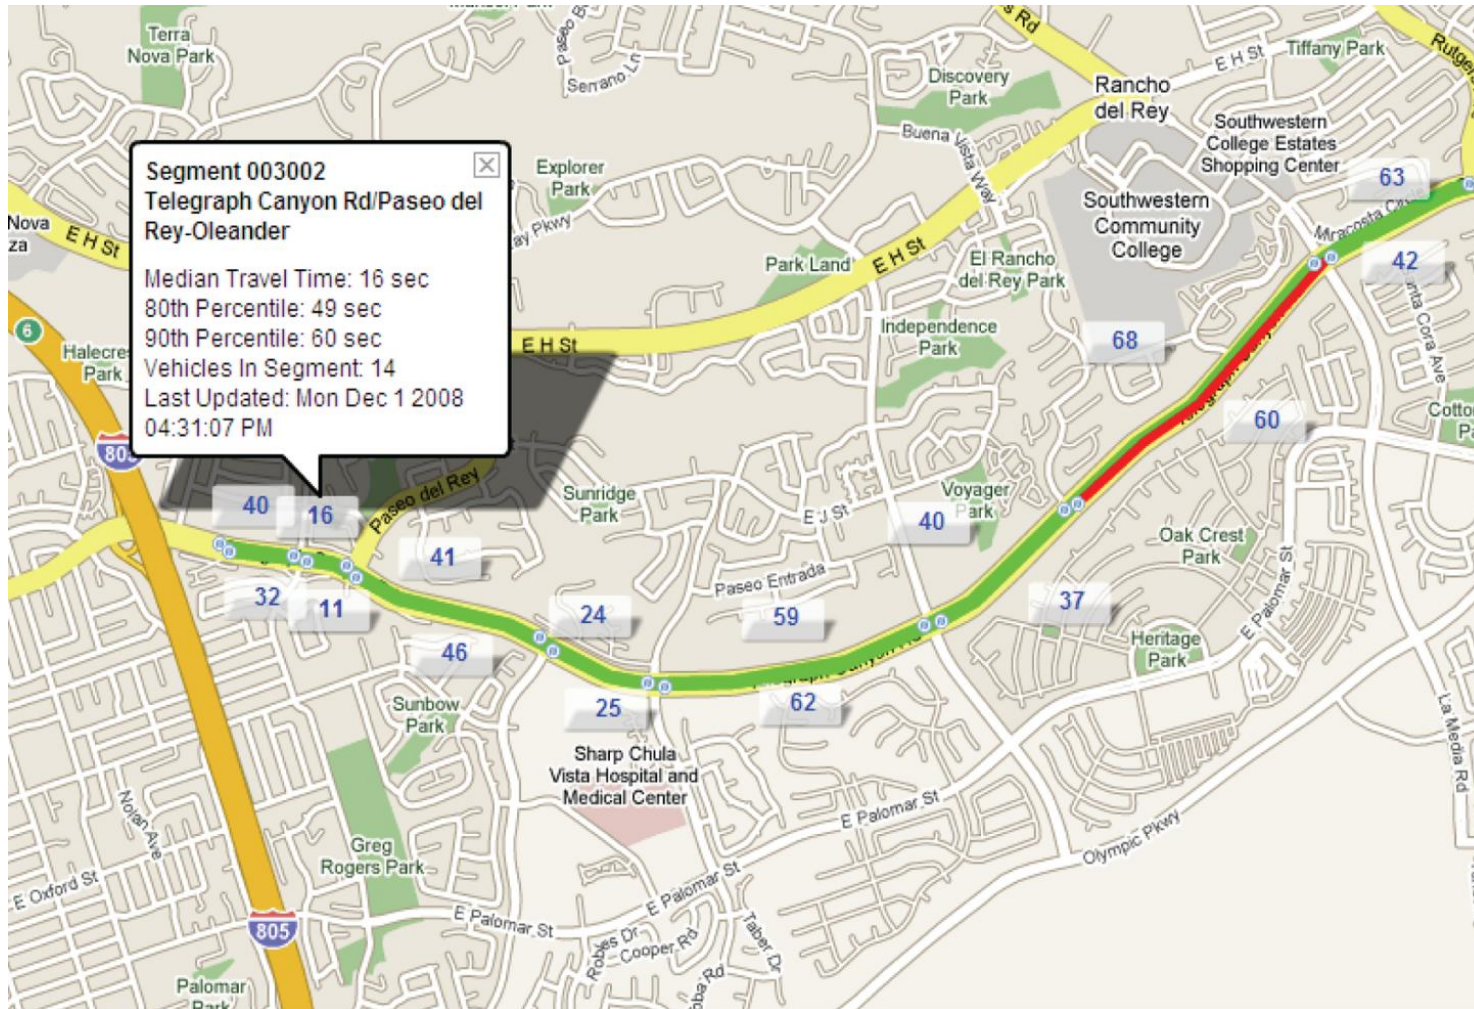 Terra
Nova Park
Serrano Ln
Discovery
Park
Rancho
del Rey
E H St
Tiffany Park
Southwestern
College Estates
Shopping Center
Buena Vista Way
Segment 003002
Telegraph Canyon Rd/Paseo del
Rey-Oleander
Median Travel Time: 16 sec
80th Percentile: 49 sec
90th Percentile: 60 sec
Vehicles In Segment: 14
Last Updated: Mon Dec 1 2008
04:31:07 PM
Explorer
Park
63
Southwestern
Community
College
Miracosta Circle
Nova
E H St
Park Land
E H St
El Rancho
del Rey Park
42
6
Independence
Park
68
E H St
Park
60
805
40
16
Paseo del Rey
Sunridge
Park
E J St
40
Voyager
Park
Oak Crest
Park
41
Paseo Entrada
32
11
24
59
37
E Palomar St
46
Heritage
Park
25
62
Sunbow
Park
La Media Rd
Sharp Chula
Vista Hospital and
Medical Center
Nolan Ave
E Palomar St
Olympic Pkwy
Greg
Rogers Park
E Oxford St
E Palomar St
E Palomar St
805
Robles Dr
Cooper Rd
Taber Dr
Palomar
Park